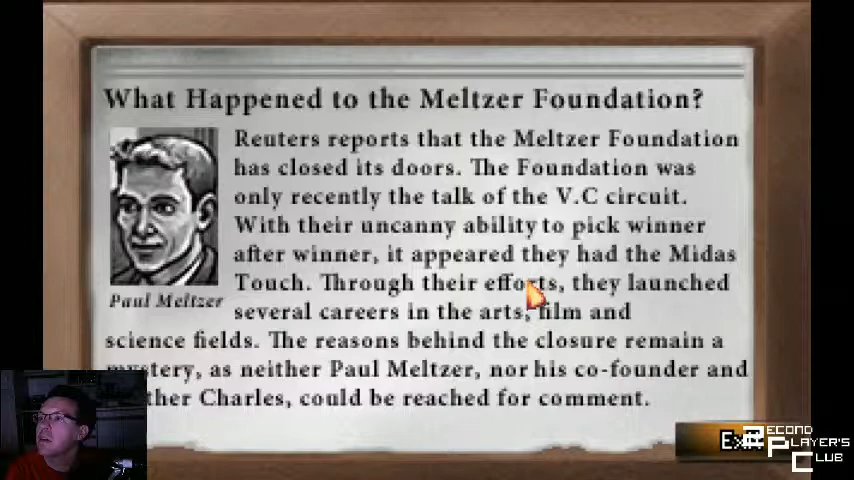 What Happened to the Meltzer Foundation?
Reuters reports that the Meltzer Foundation
has closed its doors. The Foundation was
only recently the talk of the V.C circuit.
With their uncanny ability to pick winner
after winner, it appeared they had the Midas
Touch. Through their efforts, they launched
several careers in the arts, film and
Paul Meltzer
science fields. The reasons behind the closure remain a
mystery, as neither Paul Meltzer, nor his co-founder and
Charles, could be reached for comment.
Exit
Second
Player's
Club